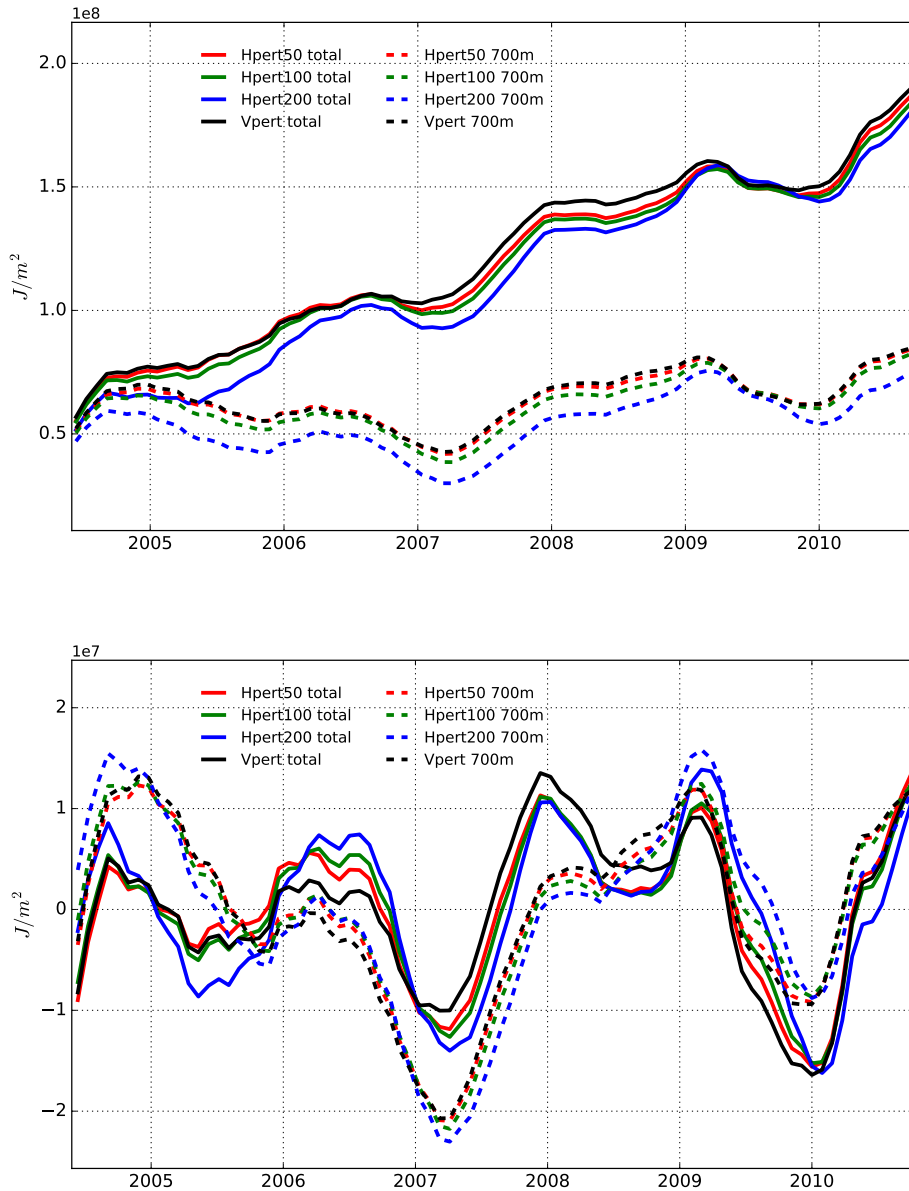 1e8
2.0
Hpert50 total Hpert50 700m
Hpert100 total Hpert100 700m
Hpert200 total Hpert200 700m
Vpert total Vpert 700m
1.5
J/m²
1.0
0.5
2005 2006 2007 2008 2009 2010
1e7
2
Hpert50 total Hpert50 700m
Hpert100 total Hpert100 700m
Hpert200 total Hpert200 700m
Vpert total Vpert 700m
1
J/m²
0
−1
−2
2005 2006 2007 2008 2009 2010